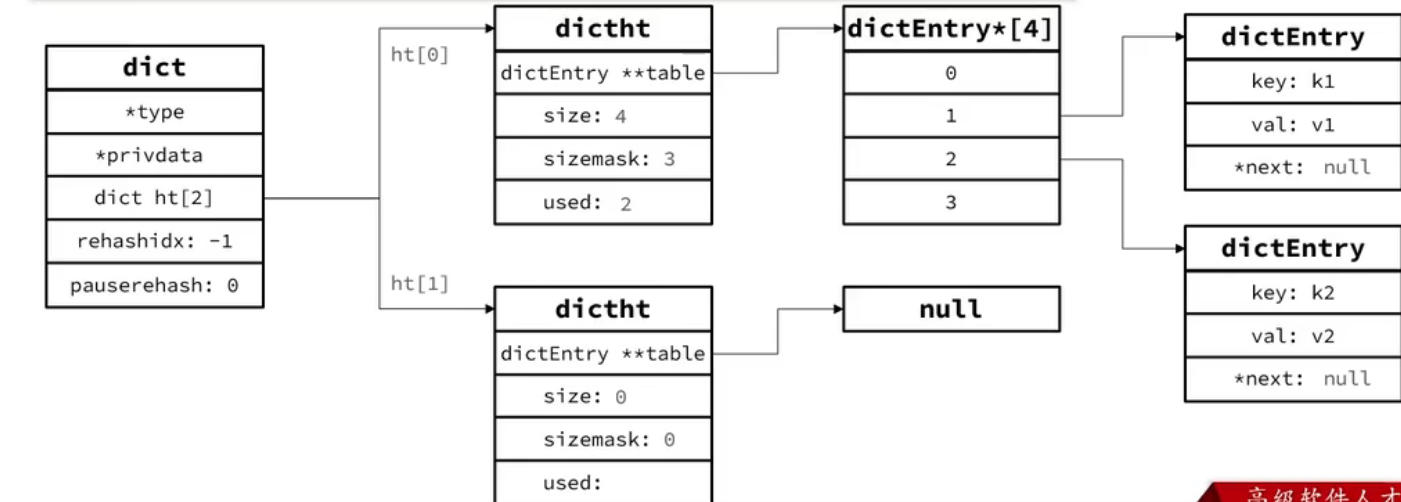 dict
*type
*privdata
dict ht[2]
rehashidx: -1
pauserehash: 0
ht[0]
dictht
dictEntry **table
size: 4
sizemask: 3
used: 2
dictEntry*[4]
0
1
2
3
dictEntry
key: k1
val: v1
*next: null
dictEntry
key: k2
val: v2
*next: null
ht[1]
dictht
dictEntry **table
size: 0
sizemask: 0
used:
null
高级软件人才